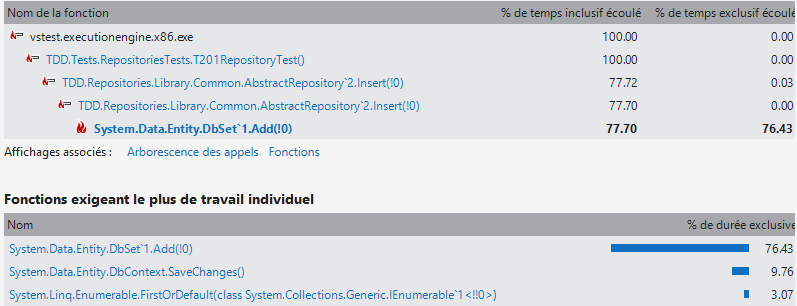 Nom de la fonction % de temps inclusif écoulé % de temps exclusif écoulé
vstest.executionengine.x86.exe 100.00 0.00
TDD.Tests.RepositoriesTests.T201RepositoryTest() 100.00 0.00
TDD.Repositories.Library.Common.AbstractRepository`2.Insert(!0) 77.72 0.03
TDD.Repositories.Library.Common.AbstractRepository`2.Insert(!0) 77.70 0.00
System.Data.Entity.DbSet`1.Add(!0) 77.70 76.43
Affichages associés : Arborescence des appels Fonctions
Fonctions exigeant le plus de travail individuel
Nom % de durée exclusive
System.Data.Entity.DbSet`1.Add(!0) 76.43
System.Data.Entity.DbContext.SaveChanges() 9.76
System.Linq.Enumerable.FirstOrDefault(class System.Collections.Generic.IEnumerable`1<!!0>) 3.07